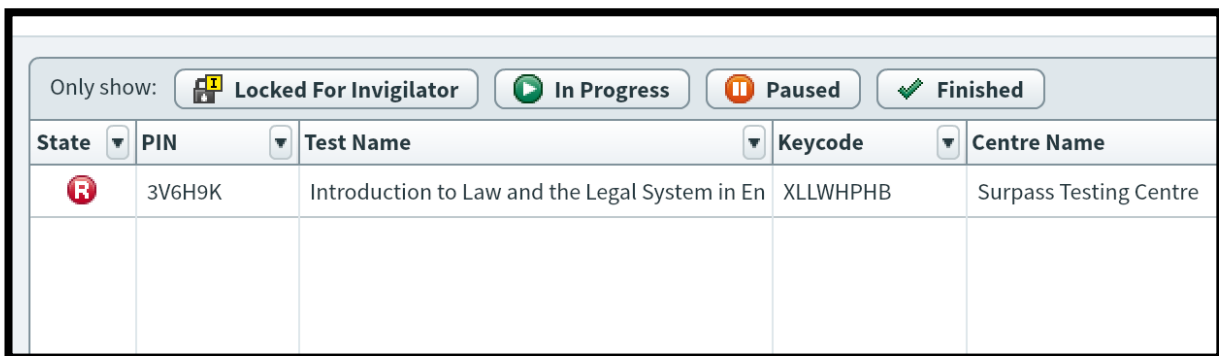 Only show: Locked For Invigilator In Progress Paused Finished
State PIN Test Name Keycode Centre Name
R 3V6H9K Introduction to Law and the Legal System in En XLLWHPHB Surpass Testing Centre